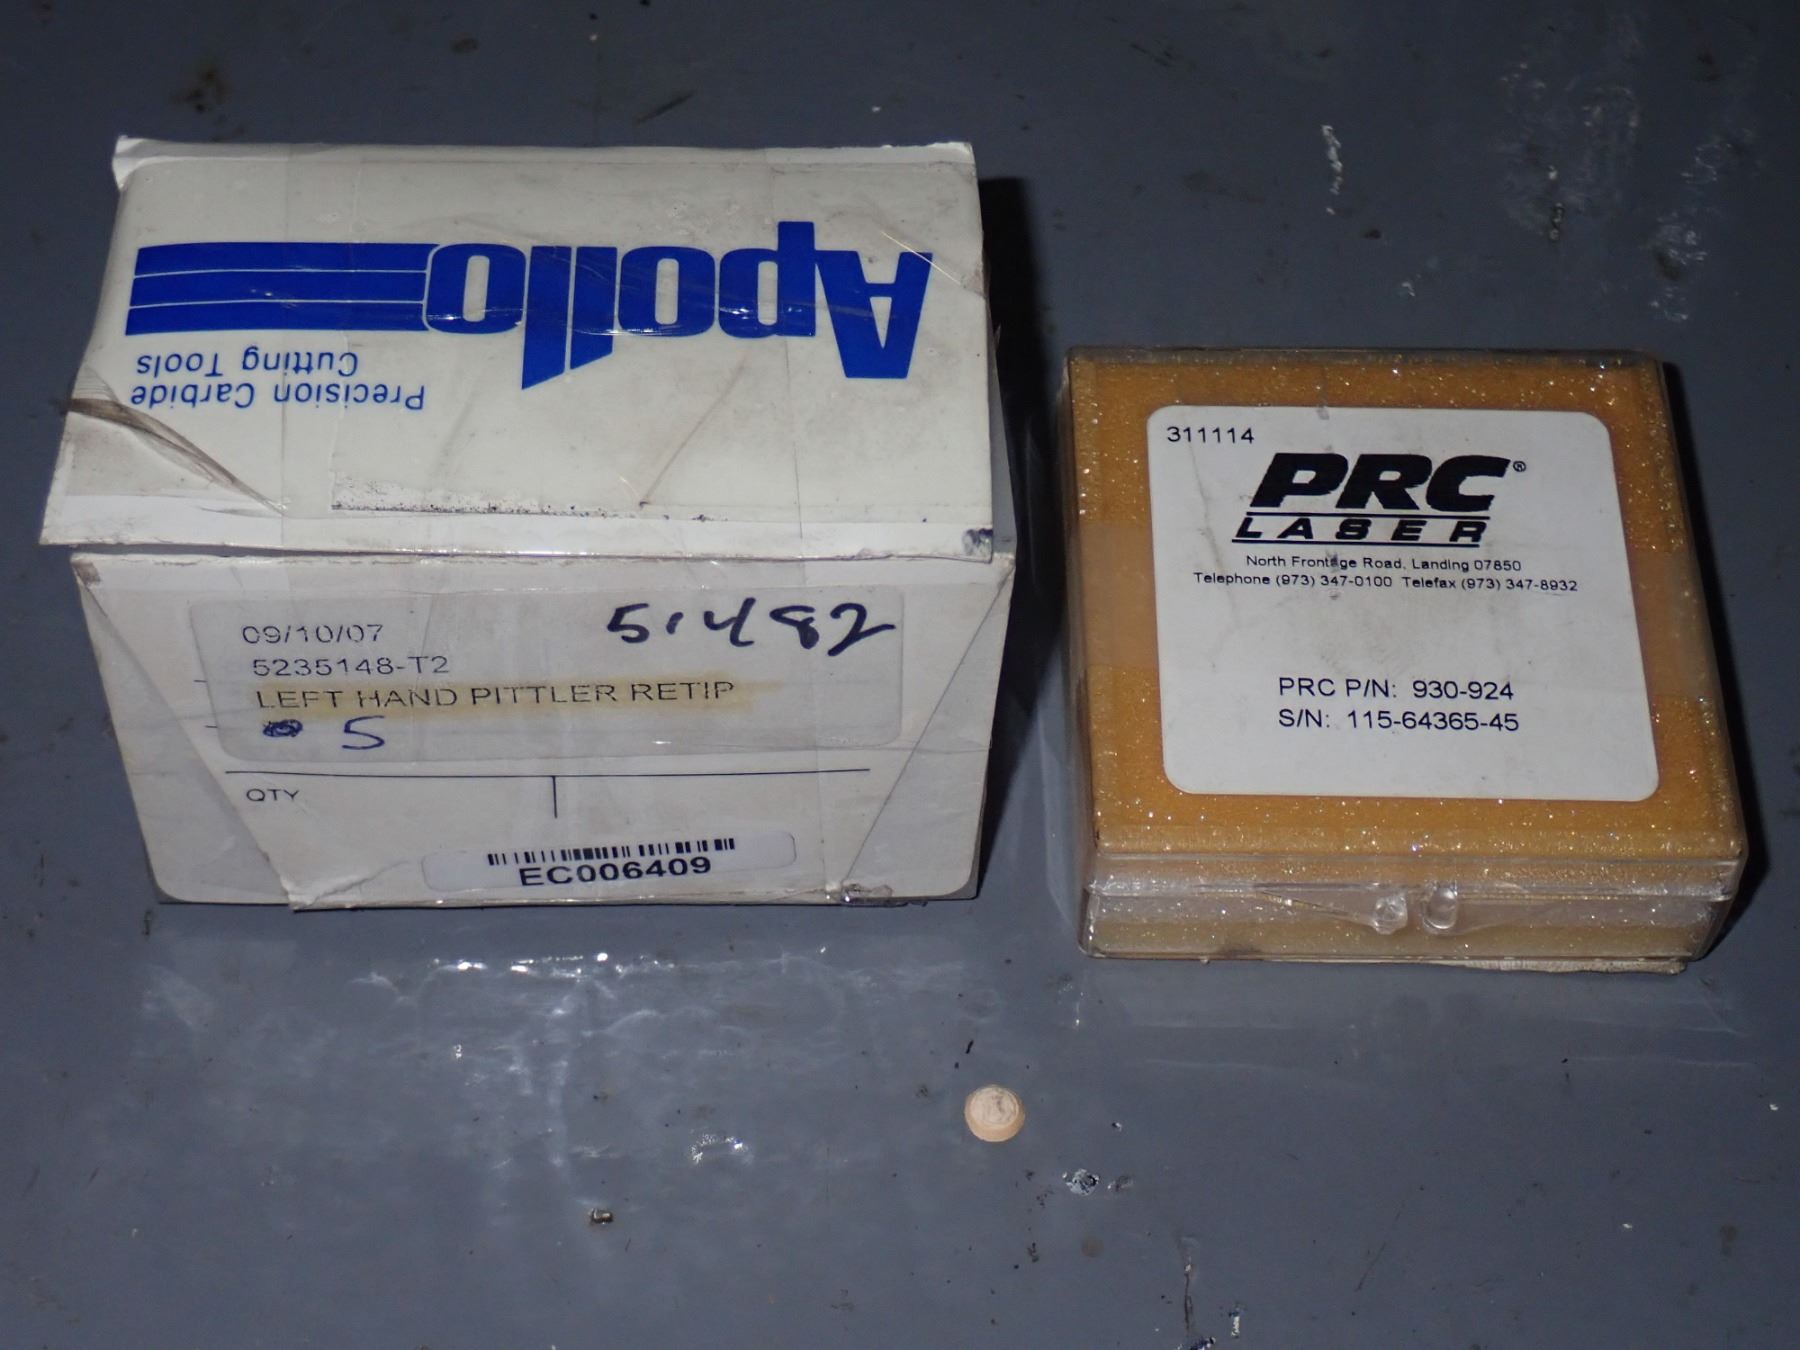 Apollo
Precision Carbide
Cutting Tools
09/10/07
5235148-T2
LEFT HAND PITTLER RETIP
5
51482
QTY
EC006409
311114
PRC®
LASER
North Frontage Road, Landing 07850
Telephone (973) 347-0100 Telefax (973) 347-8932
PRC P/N: 930-924
S/N: 115-64365-45